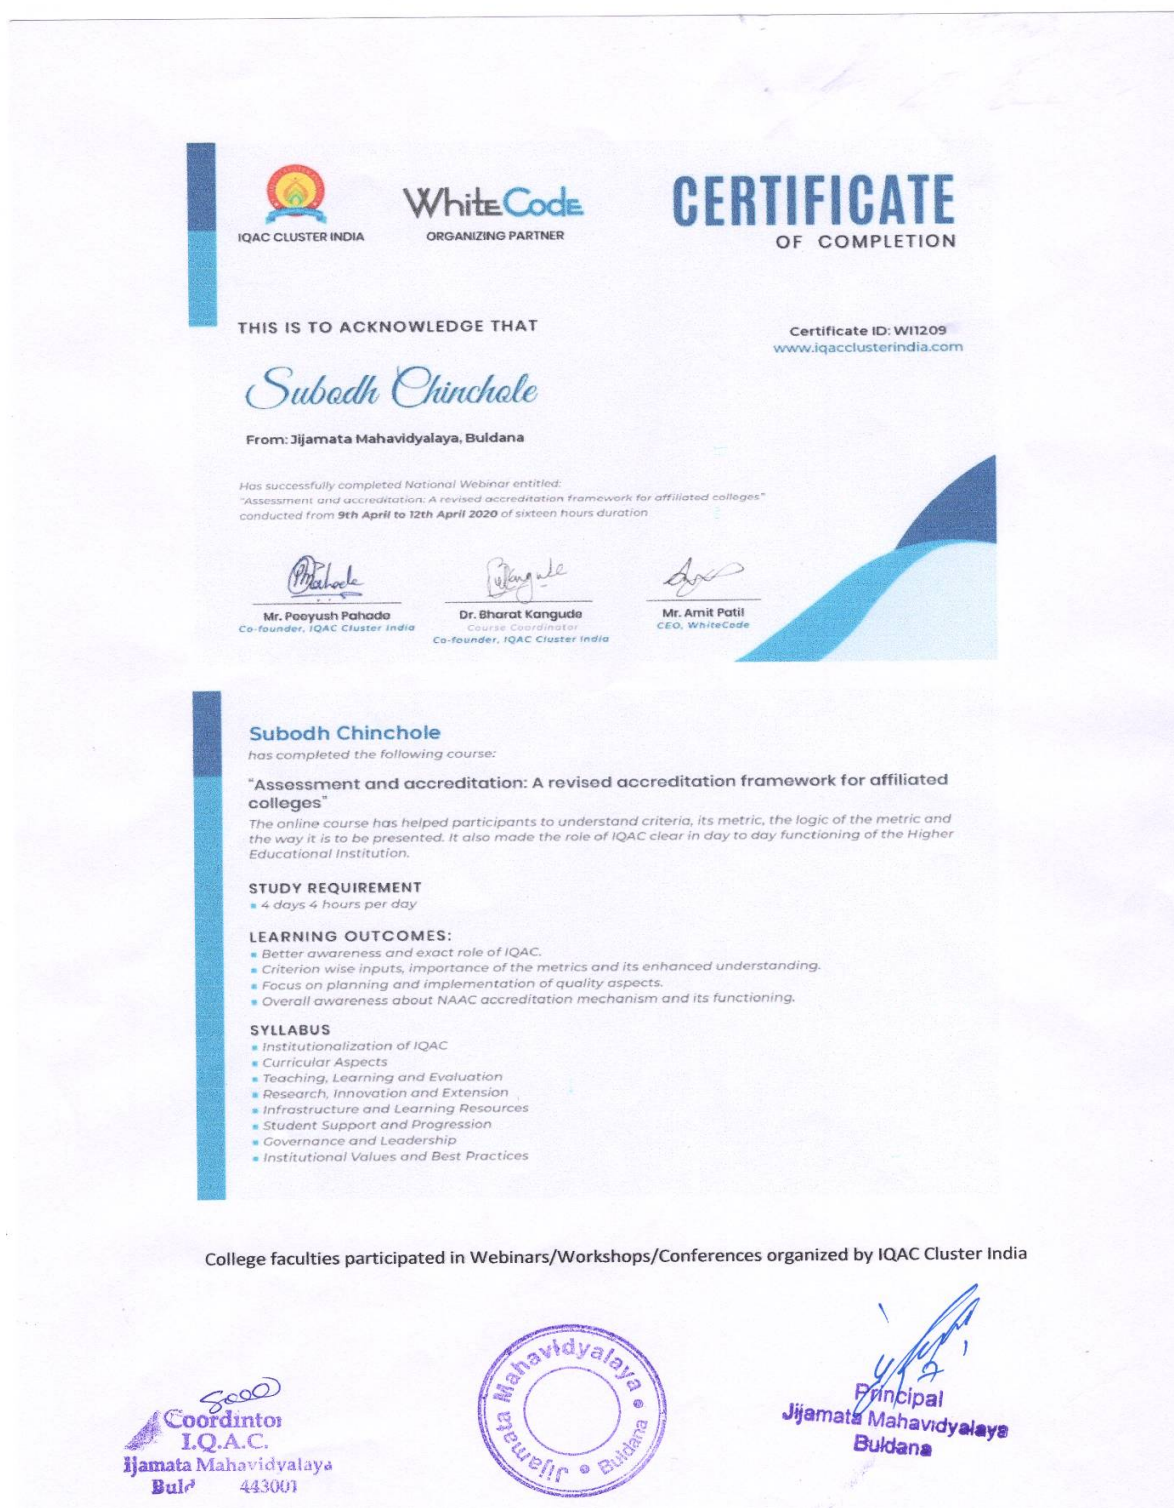 IQAC CLUSTER INDIA
WhitECodE
ORGANIZING PARTNER
CERTIFICATE
OF COMPLETION
THIS IS TO ACKNOWLEDGE THAT
Certificate ID: WI1209
www.iqacclusterindia.com
Subodh Chinchole
From: Jijamata Mahavidyalaya, Buldana
Has successfully completed National Webinar entitled:
"Assessment and accreditation: A revised accreditation framework for affiliated colleges"
conducted from 9th April to 12th April 2020 of sixteen hours duration
Mr. Peeyush Pahade
Co-founder, IQAC Cluster India
Dr. Bharat Kangude
Course Coordinator
Co-founder, IQAC Cluster India
Mr. Amit Patil
CEO, WhiteCode
Subodh Chinchole
has completed the following course:
"Assessment and accreditation: A revised accreditation framework for affiliated
colleges"
The online course has helped participants to understand criteria, its metric, the logic of the metric and
the way it is to be presented. It also made the role of IQAC clear in day to day functioning of the Higher
Educational Institution.
STUDY REQUIREMENT
▪ 4 days 4 hours per day
LEARNING OUTCOMES:
▪ Better awareness and exact role of IQAC.
▪ Criterion wise inputs, importance of the metrics and its enhanced understanding.
▪ Focus on planning and implementation of quality aspects.
▪ Overall awareness about NAAC accreditation mechanism and its functioning.
SYLLABUS
▪ Institutionalization of IQAC
▪ Curricular Aspects
▪ Teaching, Learning and Evaluation
▪ Research, Innovation and Extension
▪ Infrastructure and Learning Resources
▪ Student Support and Progression
▪ Governance and Leadership
▪ Institutional Values and Best Practices
College faculties participated in Webinars/Workshops/Conferences organized by IQAC Cluster India
Coordintor
I.Q.A.C.
Jijamata Mahavidyalaya
443001
Jijamata Mahavidyalaya • Buldana •
Principal
Jijamata Mahavidyalaya
Buldana